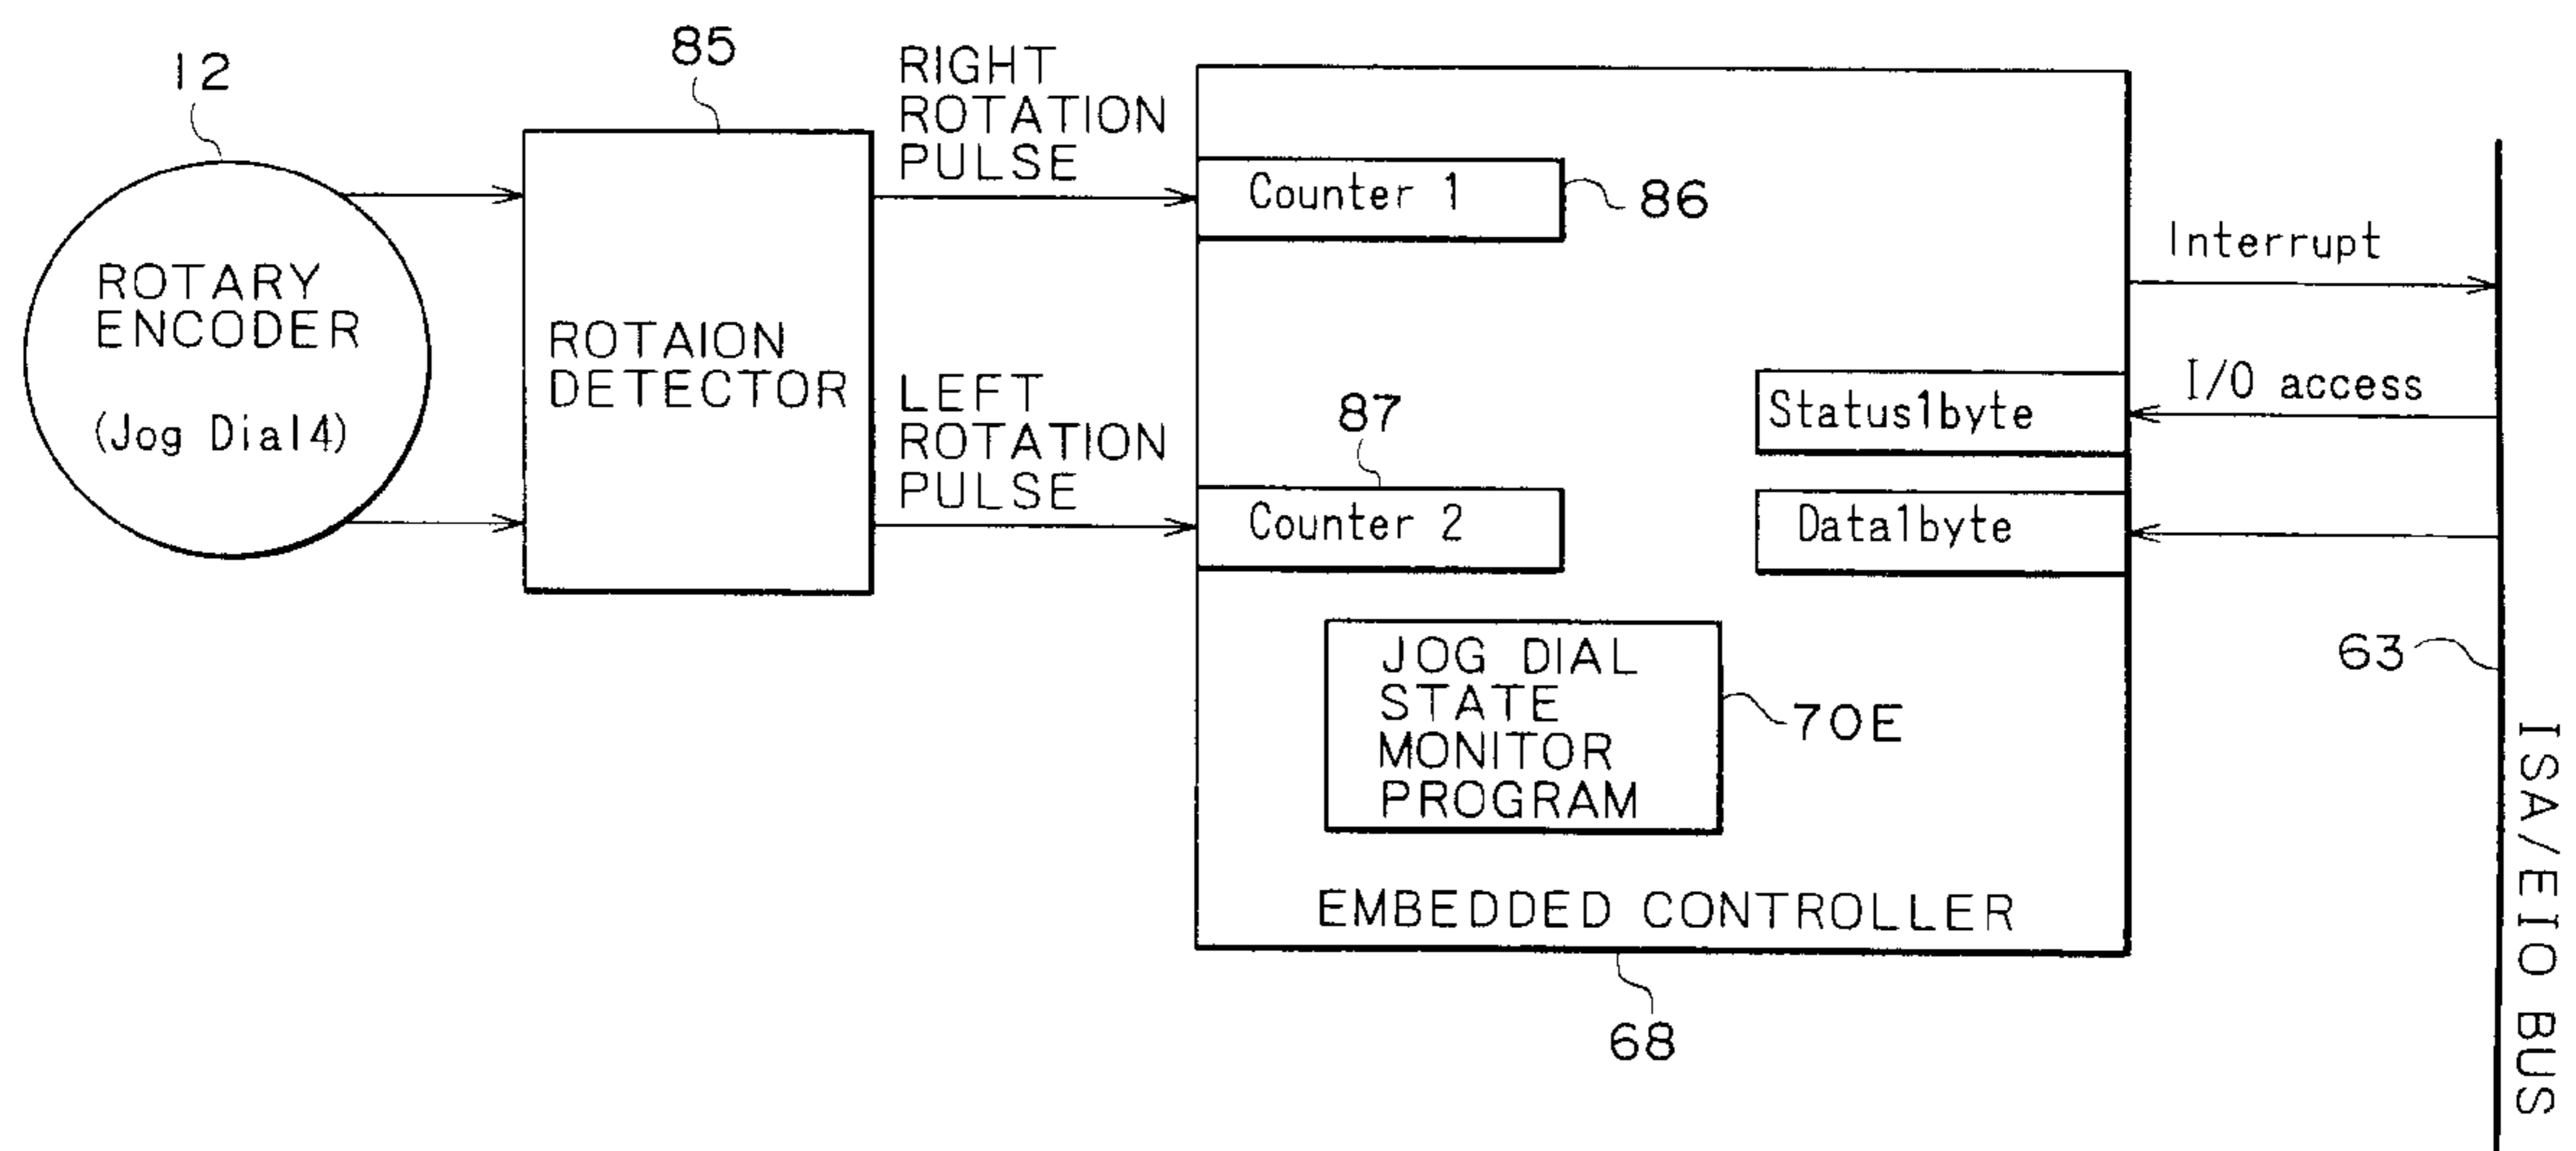 12
ROTARY
ENCODER
(Jog Dial4)
85
ROTAION
DETECTOR
RIGHT
ROTATION
PULSE
LEFT
ROTATION
PULSE
Counter 1
86
87
Counter 2
Status1byte
Data1byte
JOG DIAL
STATE
MONITOR
PROGRAM
70E
EMBEDDED CONTROLLER
68
Interrupt
I/O access
63
ISA/EIO BUS